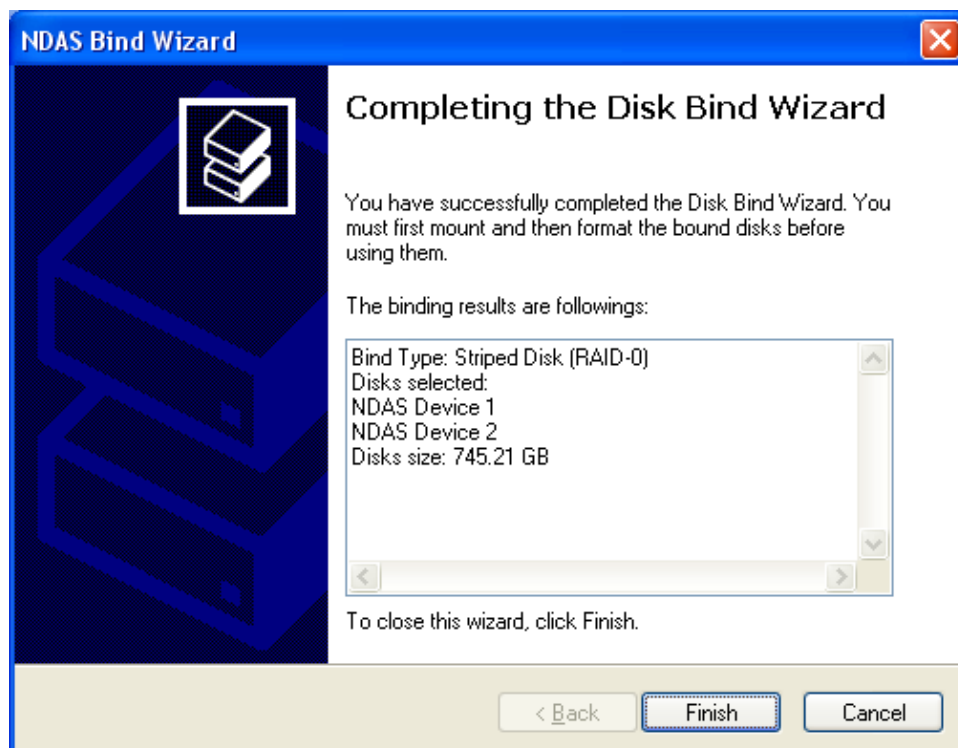 NDAS Bind Wizard
Completing the Disk Bind Wizard
You have successfully completed the Disk Bind Wizard. You
must first mount and then format the bound disks before
using them.
The binding results are followings:
Bind Type: Striped Disk (RAID-0)
Disks selected:
NDAS Device 1
NDAS Device 2
Disks size: 745.21 GB
To close this wizard, click Finish.
< Back
Finish
Cancel